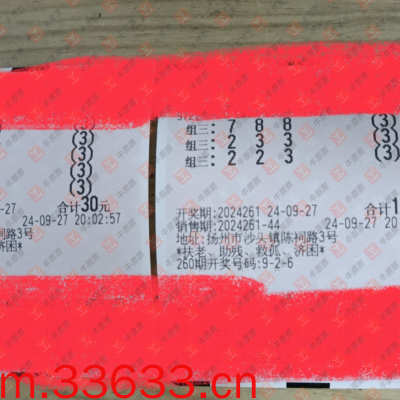 (3)
(3)
(3)
(3)
合计30元
-27 24-09-27 20:02:57
祠路3号
济困*
组三: 7 8 8 (3)
组三: 2 3 3 (3)
组三: 2 2 3 (3)
开奖期:2024261 24-09-27 合计1
销售期:2024261-44 24-09-27 20
地址:扬州市沙头镇陈祠路3号
*扶老、助残、救孤、济困*
260期开奖号码:9-2-6
m.33633.cn